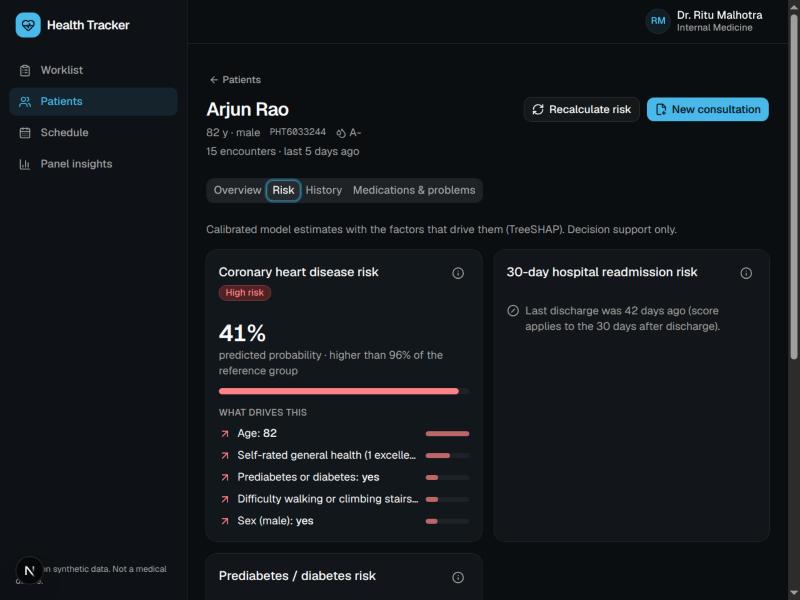 Health Tracker
RM
Dr. Ritu Malhotra
Internal Medicine
Worklist
Patients
Schedule
Panel insights
← Patients
Arjun Rao
Recalculate risk
New consultation
82 y · male PHT6033244 A-
15 encounters · last 5 days ago
Overview Risk History Medications & problems
Calibrated model estimates with the factors that drive them (TreeSHAP). Decision support only.
Coronary heart disease risk
High risk
41%
predicted probability · higher than 96% of the
reference group
WHAT DRIVES THIS
Age: 82
Self-rated general health (1 excelle...
Prediabetes or diabetes: yes
Difficulty walking or climbing stairs...
Sex (male): yes
30-day hospital readmission risk
Last discharge was 42 days ago (score
applies to the 30 days after discharge).
Prediabetes / diabetes risk
N
on synthetic data. Not a medical